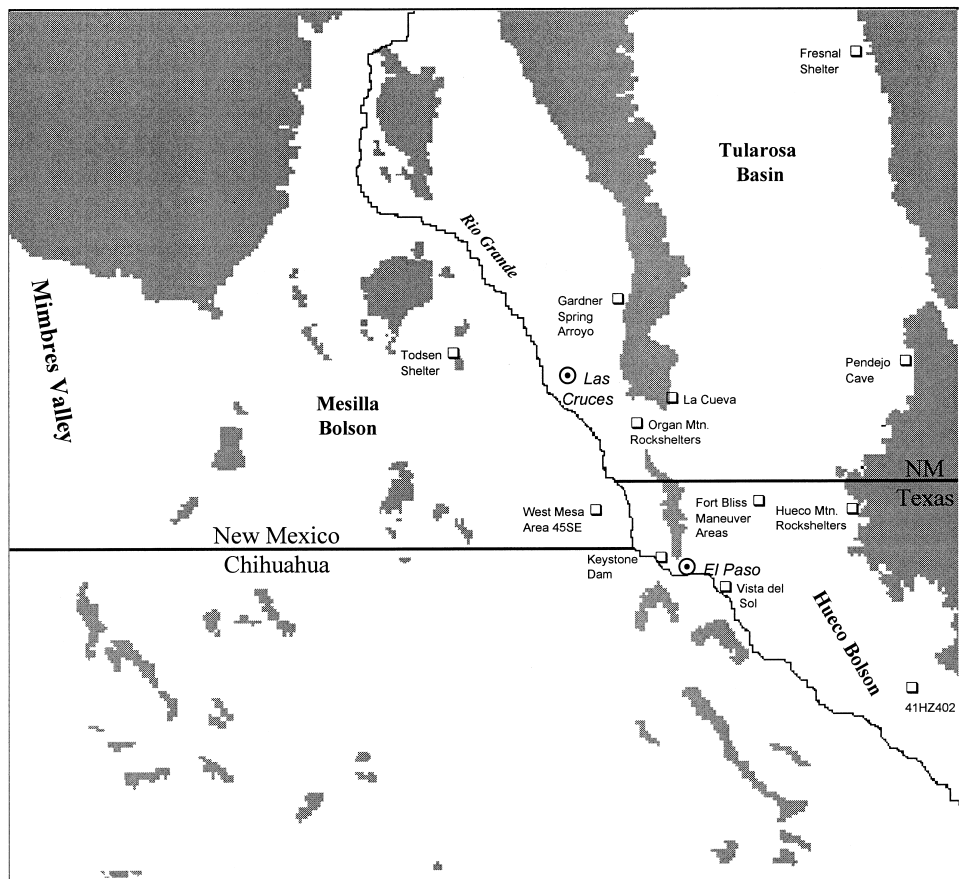 Fresnal
Shelter
Tularosa
Basin
Rio Grande
Mimbres Valley
Gardner
Spring
Arroyo
Todsen
Shelter
Las
Cruces
Pendejo
Cave
Mesilla
Bolson
La Cueva
Organ Mtn.
Rockshelters
NM
Texas
West Mesa
Area 45SE
Fort Bliss
Maneuver
Areas
Hueco Mtn.
Rockshelters
New Mexico
Chihuahua
Keystone
Dam
El Paso
Vista del
Sol
Hueco Bolson
41HZ402